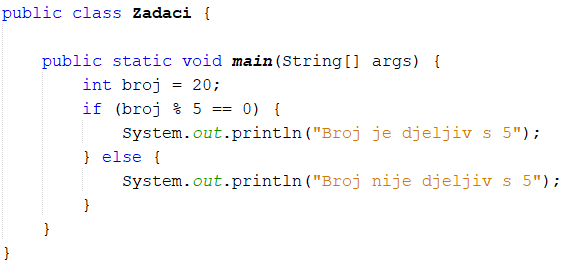 public class Zadaci {
public static void main(String[] args) {
int broj = 20;
if (broj % 5 == 0) {
System.out.println("Broj je djeljiv s 5");
} else {
System.out.println("Broj nije djeljiv s 5");
}
}
}